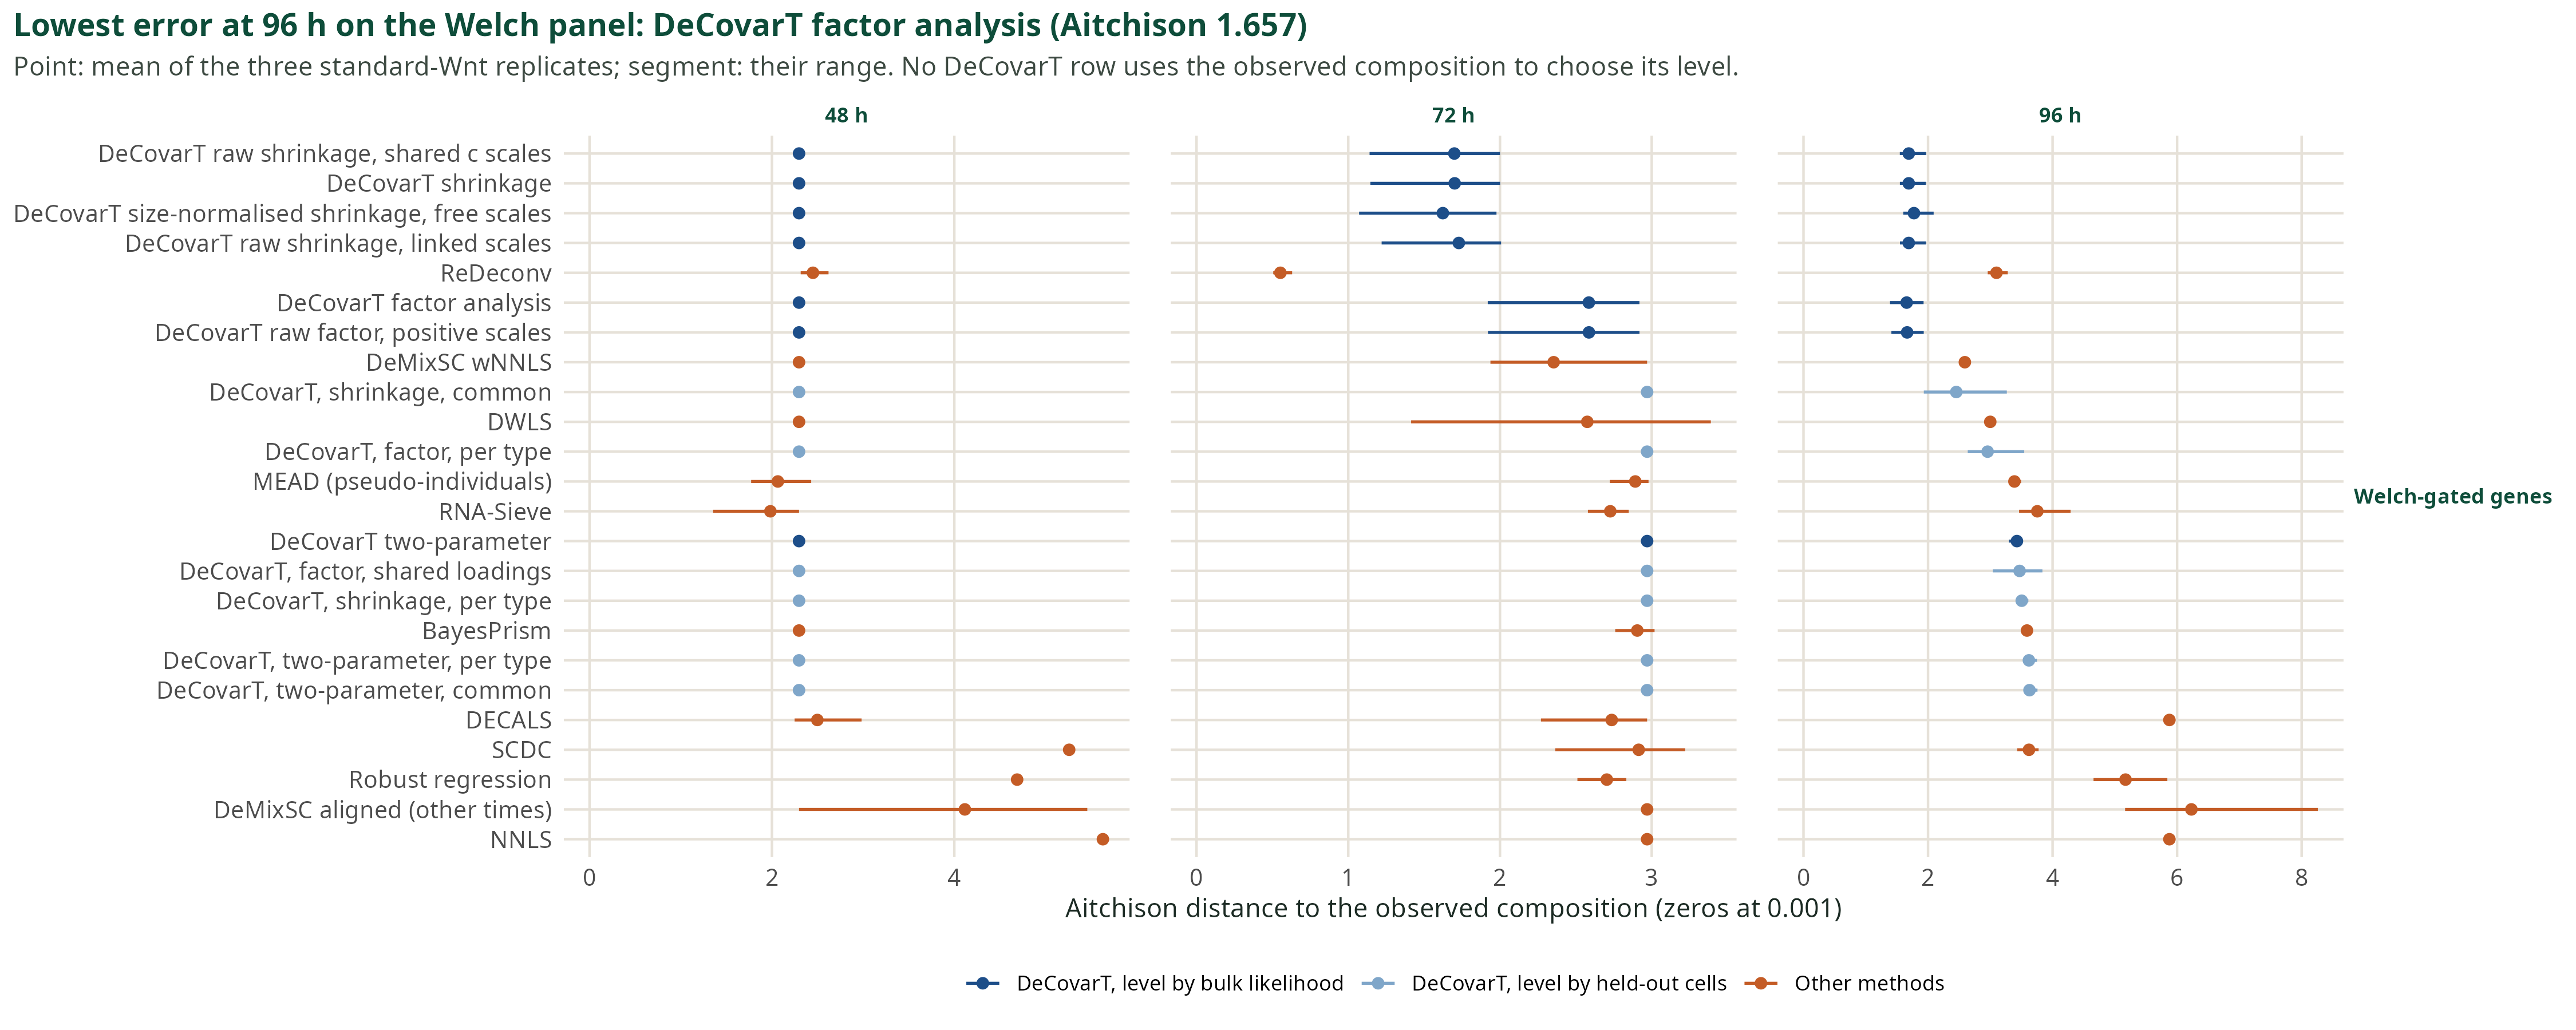 Lowest error at 96 h on the Welch panel: DeCovarT factor analysis (Aitchison 1.657)
Point: mean of the three standard-Wnt replicates; segment: their range. No DeCovarT row uses the observed composition to choose its level.
48 h
72 h
96 h
DeCovarT raw shrinkage, shared c scales
DeCovarT shrinkage
DeCovarT size-normalised shrinkage, free scales
DeCovarT raw shrinkage, linked scales
ReDeconv
DeCovarT factor analysis
DeCovarT raw factor, positive scales
DeMixSC wNNLS
DeCovarT, shrinkage, common
DWLS
DeCovarT, factor, per type
MEAD (pseudo-individuals)
RNA-Sieve
DeCovarT two-parameter
DeCovarT, factor, shared loadings
DeCovarT, shrinkage, per type
BayesPrism
DeCovarT, two-parameter, per type
DeCovarT, two-parameter, common
DECALS
SCDC
Robust regression
DeMixSC aligned (other times)
NNLS
Welch-gated genes
0 2 4
0 1 2 3
0 2 4 6 8
Aitchison distance to the observed composition (zeros at 0.001)
DeCovarT, level by bulk likelihood
DeCovarT, level by held-out cells
Other methods